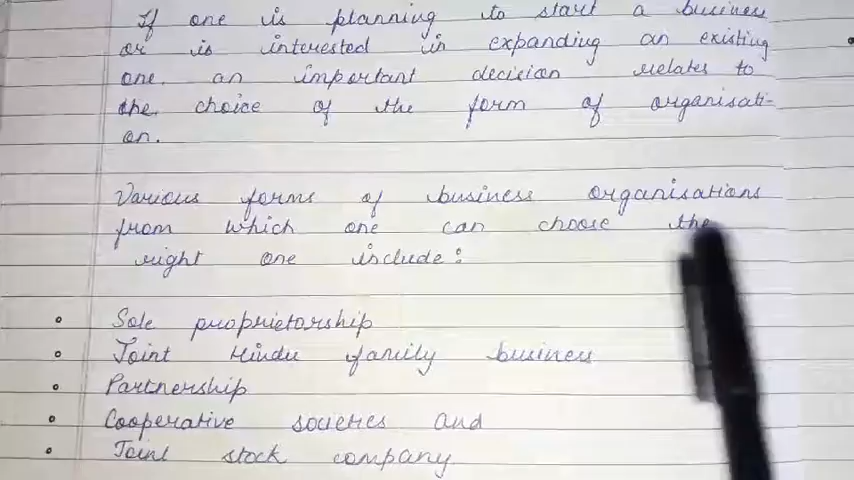 If one is planning to start a business
or is interested in expanding an existing
one an important decision relates to
the choice of the form of organisati-
on.
Various forms of business organisations
from which one can choose the
right one include:
• Sole proprietorship
• Joint Hindu family business
• Partnership
• Cooperative societies and
• Joint stock company